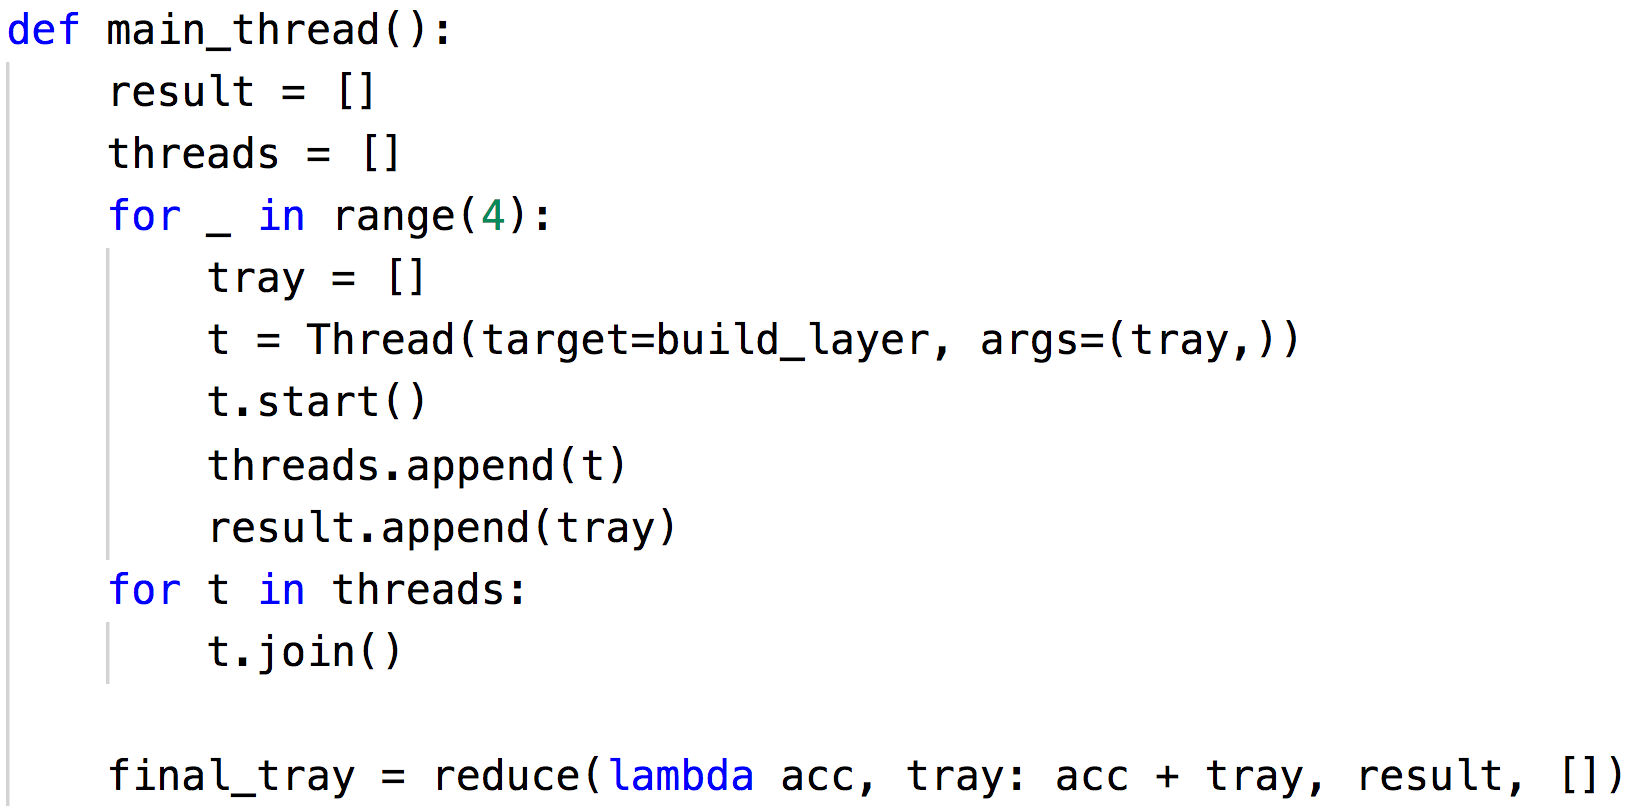 def main_thread():
    result = []
    threads = []
    for _ in range(4):
        tray = []
        t = Thread(target=build_layer, args=(tray,))
        t.start()
        threads.append(t)
        result.append(tray)
    for t in threads:
        t.join()

    final_tray = reduce(lambda acc, tray: acc + tray, result, [])